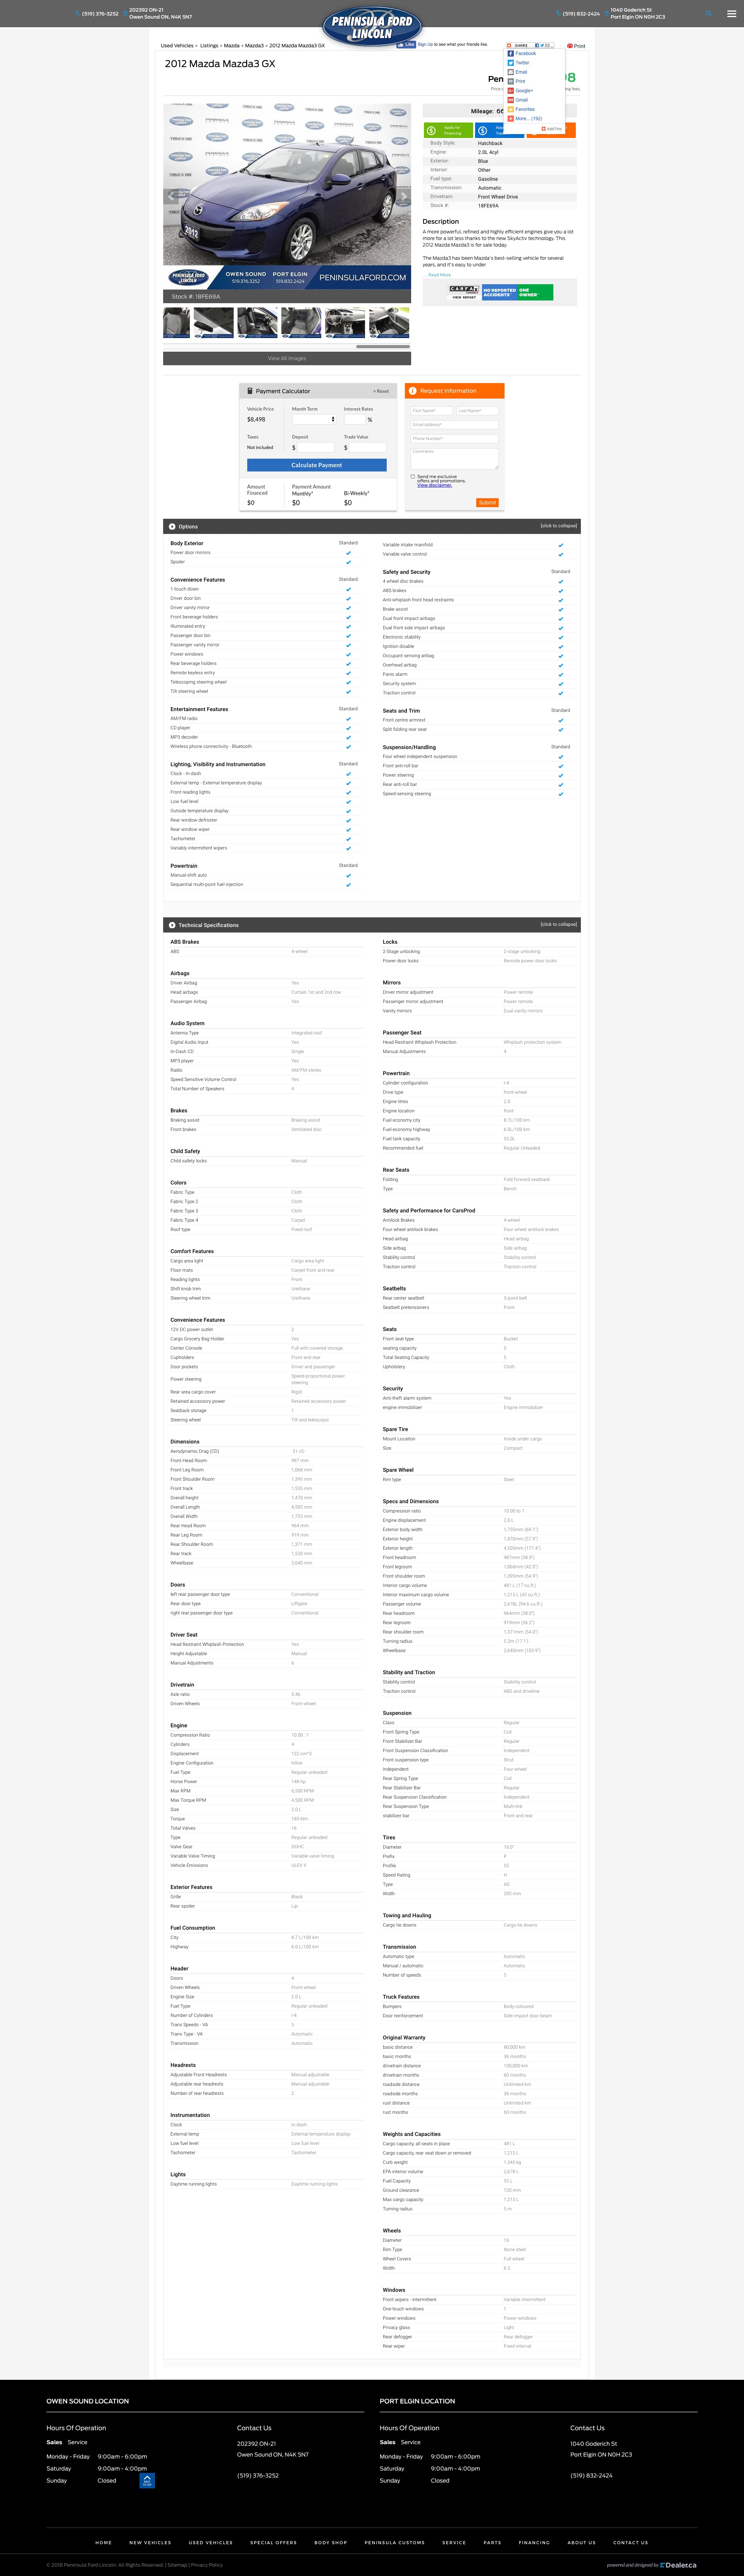 (519) 376-3252
202392 ON-21
Owen Sound ON, N4K 5N7
PENINSULA FORD
LINCOLN
(519) 832-2424
1040 Goderich St
Port Elgin ON N0H 2C3
Used Vehicles » Listings » Mazda » Mazda3 » 2012 Mazda Mazda3 GX
Like Sign Up to see what your friends like.
SHARE
Print
2012 Mazda Mazda3 GX
Facebook
Twitter
Email
Print
Google+
Gmail
Favorites
More... (192)
AddThis
Mileage: 66
Body Style: Hatchback
Engine: 2.0L 4cyl
Exterior: Blue
Interior: Other
Fuel type: Gasoline
Transmission: Automatic
Drivetrain: Front Wheel Drive
Stock #: 18FE69A
Description
A more powerful, refined and highly efficient engines give you a lot
more for a lot less thanks to the new SkyActiv technology. This
2012 Mazda Mazda3 is for sale today.
The Mazda3 has been Mazda's best-selling vehicle for several
years, and it's easy to under
... Read More
CARFAX
VIEW REPORT
NO REPORTED
ACCIDENTS
ONE
OWNER
2012
OWEN SOUND
519.376.3252
PORT ELGIN
519.832.2424
PENINSULAFORD.COM
Stock #: 18FE69A
View All Images
Payment Calculator
× Reset
Vehicle Price
$8,498
Month Term
Interest Rates
%
Taxes
Not included
Deposit
$
Trade Value
$
Calculate Payment
Amount
Financed
$0
Payment Amount
Monthly*
$0
Bi-Weekly*
$0
Request Information
First Name*
Last Name*
Email Address*
Phone Number*
Comments
Send me exclusive
offers and promotions.
View disclaimer.
Submit
Options
[click to collapse]
Body Exterior Standard
Power door mirrors
Spoiler
Convenience Features Standard
1-touch down
Driver door bin
Driver vanity mirror
Front beverage holders
Illuminated entry
Passenger door bin
Passenger vanity mirror
Power windows
Rear beverage holders
Remote keyless entry
Telescoping steering wheel
Tilt steering wheel
Entertainment Features Standard
AM/FM radio
CD player
MP3 decoder
Wireless phone connectivity - Bluetooth
Lighting, Visibility and Instrumentation Standard
Clock - In-dash
External temp - External temperature display
Front reading lights
Low fuel level
Outside temperature display
Rear window defroster
Rear window wiper
Tachometer
Variably intermittent wipers
Powertrain Standard
Manual-shift auto
Sequential multi-point fuel injection
Variable intake manifold
Variable valve control
Safety and Security Standard
4 wheel disc brakes
ABS brakes
Anti-whiplash front head restraints
Brake assist
Dual front impact airbags
Dual front side impact airbags
Electronic stability
Ignition disable
Occupant sensing airbag
Overhead airbag
Panic alarm
Security system
Traction control
Seats and Trim Standard
Front centre armrest
Split folding rear seat
Suspension/Handling Standard
Four wheel independent suspension
Front anti-roll bar
Power steering
Rear anti-roll bar
Speed-sensing steering
Technical Specifications
[click to collapse]
ABS Brakes
ABS 4-wheel
Airbags
Driver Airbag Yes
Head airbags Curtain 1st and 2nd row
Passenger Airbag Yes
Audio System
Antenna Type Integrated roof
Digital Audio Input Yes
In-Dash CD Single
MP3 player Yes
Radio AM/FM stereo
Speed Sensitive Volume Control Yes
Total Number of Speakers 4
Brakes
Braking assist Braking assist
Front brakes Ventilated disc
Child Safety
Child safety locks Manual
Colors
Fabric Type Cloth
Fabric Type 2 Cloth
Fabric Type 3 Cloth
Fabric Type 4 Carpet
Roof type Fixed roof
Comfort Features
Cargo area light Cargo area light
Floor mats Carpet front and rear
Reading lights Front
Shift knob trim Urethane
Steering wheel trim Urethane
Convenience Features
12V DC power outlet 2
Cargo Grocery Bag Holder Yes
Center Console Full with covered storage
Cupholders Front and rear
Door pockets Driver and passenger
Power steering Speed-proportional power steering
Rear area cargo cover Rigid
Retained accessory power Retained accessory power
Seatback storage 1
Steering wheel Tilt and telescopic
Dimensions
Aerodynamic Drag (CD) .31 cD
Front Head Room 987 mm
Front Leg Room 1,068 mm
Front Shoulder Room 1,395 mm
Front track 1,535 mm
Overall height 1,470 mm
Overall Length 4,505 mm
Overall Width 1,755 mm
Rear Head Room 964 mm
Rear Leg Room 919 mm
Rear Shoulder Room 1,371 mm
Rear track 1,520 mm
Wheelbase 2,640 mm
Doors
left rear passenger door type Conventional
Rear door type Liftgate
right rear passenger door type Conventional
Driver Seat
Head Restraint Whiplash Protection Yes
Height Adjustable Manual
Manual Adjustments 6
Drivetrain
Axle ratio 3.46
Driven Wheels Front-wheel
Engine
Compression Ratio 10.00 : 1
Cylinders 4
Displacement 122 cm^3
Engine Configuration Inline
Fuel Type Regular unleaded
Horse Power 148 hp
Max RPM 6,500 RPM
Max Torque RPM 4,500 RPM
Size 2.0 L
Torque 183 Nm
Total Valves 16
Type Regular unleaded
Valve Gear DOHC
Variable Valve Timing Variable valve timing
Vehicle Emissions ULEV II
Exterior Features
Grille Black
Rear spoiler Lip
Fuel Consumption
City 8.7 L/100 km
Highway 6.0 L/100 km
Header
Doors 4
Driven Wheels Front-wheel
Engine Size 2.0 L
Fuel Type Regular unleaded
Number of Cylinders I-4
Trans Speeds - VA 5
Trans Type - VA Automatic
Transmission Automatic
Headrests
Adjustable Front Headrests Manual adjustable
Adjustable rear headrests Manual adjustable
Number of rear headrests 2
Instrumentation
Clock In-dash
External temp External temperature display
Low fuel level Low fuel level
Tachometer Tachometer
Lights
Daytime running lights Daytime running lights
Locks
2-Stage unlocking 2-stage unlocking
Power door locks Remote power door locks
Mirrors
Driver mirror adjustment Power remote
Passenger mirror adjustment Power remote
Vanity mirrors Dual vanity mirrors
Passenger Seat
Head Restraint Whiplash Protection Whiplash protection system
Manual Adjustments 4
Powertrain
Cylinder configuration I-4
Drive type front-wheel
Engine litres 2.0
Engine location Front
Fuel economy city 8.7L/100 km
Fuel economy highway 6.0L/100 km
Fuel tank capacity 55.0L
Recommended fuel Regular Unleaded
Rear Seats
Folding Fold forward seatback
Type Bench
Safety and Performance for CarsProd
Antilock Brakes 4-wheel
Four-wheel antilock brakes Four-wheel antilock brakes
Head airbag Head airbag
Side airbag Side airbag
Stability control Stability control
Traction control Traction control
Seatbelts
Rear center seatbelt 3-point belt
Seatbelt pretensioners Front
Seats
Front seat type Bucket
seating capacity 5
Total Seating Capacity 5
Upholstery Cloth
Security
Anti-theft alarm system Yes
engine immobilizer Engine immobilizer
Spare Tire
Mount Location Inside under cargo
Size Compact
Spare Wheel
Rim type Steel
Specs and Dimensions
Compression ratio 10.00 to 1
Engine displacement 2.0 L
Exterior body width 1,755mm (69.1")
Exterior height 1,470mm (57.9")
Exterior length 4,505mm (177.4")
Front headroom 987mm (38.9")
Front legroom 1,068mm (42.0")
Front shoulder room 1,395mm (54.9")
Interior cargo volume 481 L (17 cu.ft.)
Interior maximum cargo volume 1,213 L (43 cu.ft.)
Passenger volume 2,678L (94.6 cu.ft.)
Rear headroom 964mm (38.0")
Rear legroom 919mm (36.2")
Rear shoulder room 1,371mm (54.0")
Turning radius 5.2m (17.1')
Wheelbase 2,640mm (103.9")
Stability and Traction
Stability control Stability control
Traction control ABS and driveline
Suspension
Class Regular
Front Spring Type Coil
Front Stabilizer Bar Regular
Front Suspension Classification Independent
Front suspension type Strut
Independent Four-wheel
Rear Spring Type Coil
Rear Stabilizer Bar Regular
Rear Suspension Classification Independent
Rear Suspension Type Multi-link
stabilizer bar Front and rear
Tires
Diameter 16.0"
Prefix P
Profile 55
Speed Rating H
Type AS
Width 205 mm
Towing and Hauling
Cargo tie downs Cargo tie downs
Transmission
Automatic type Automatic
Manual / automatic Automatic
Number of speeds 5
Truck Features
Bumpers Body-coloured
Door reinforcement Side-impact door beam
Original Warranty
basic distance 80,000 km
basic months 36 months
drivetrain distance 100,000 km
drivetrain months 60 months
roadside distance Unlimited km
roadside months 36 months
rust distance Unlimited km
rust months 60 months
Weights and Capacities
Cargo capacity, all seats in place 481 L
Cargo capacity, rear seat down or removed 1,213 L
Curb weight 1,343 kg
EPA interior volume 2,678 L
Fuel Capacity 55 L
Ground clearance 120 mm
Max cargo capacity 1,213 L
Turning radius 5 m
Wheels
Diameter 16
Rim Type None steel
Wheel Covers Full wheel
Width 6.5
Windows
Front wipers - intermittent Variable intermittent
One-touch windows 1
Power windows Power windows
Privacy glass Light
Rear defogger Rear defogger
Rear wiper Fixed interval
OWEN SOUND LOCATION
Hours Of Operation
Sales Service
Monday - Friday 9:00am - 6:00pm
Saturday 9:00am - 4:00pm
Sunday Closed
Contact Us
202392 ON-21
Owen Sound ON, N4K 5N7
(519) 376-3252
PORT ELGIN LOCATION
Hours Of Operation
Sales Service
Monday - Friday 9:00am - 6:00pm
Saturday 9:00am - 4:00pm
Sunday Closed
Contact Us
1040 Goderich St
Port Elgin ON N0H 2C3
(519) 832-2424
HOME NEW VEHICLES USED VEHICLES SPECIAL OFFERS BODY SHOP PENINSULA CUSTOMS SERVICE PARTS FINANCING ABOUT US CONTACT US
© 2018 Peninsula Ford Lincoln, All Rights Reserved. | Sitemap | Privacy Policy
powered and designed by EDealer.ca